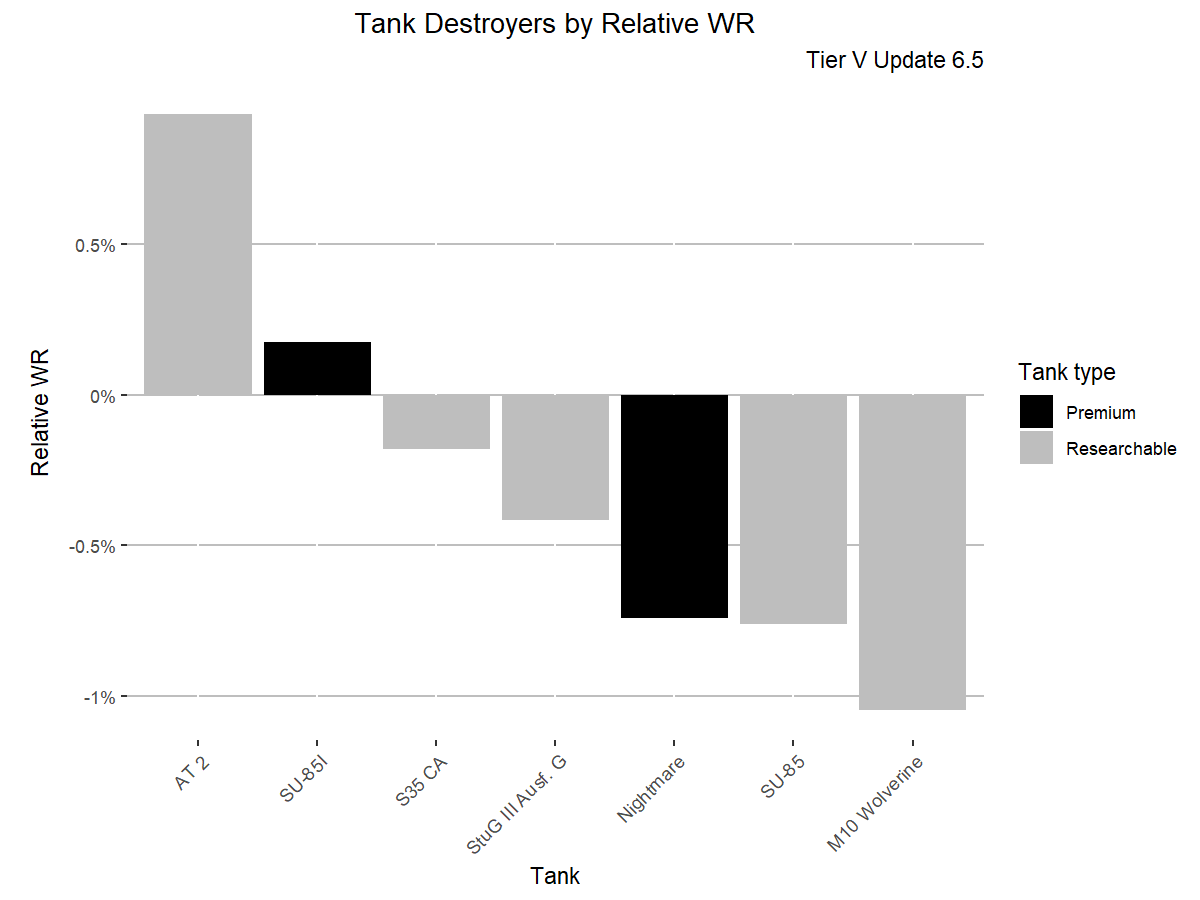 Tank Destroyers by Relative WR
Tier V Update 6.5
Relative WR
0.5%
0%
-0.5%
-1%
AT 2
SU-85I
S35 CA
StuG III Ausf. G
Nightmare
SU-85
M10 Wolverine
Tank
Tank type
Premium
Researchable